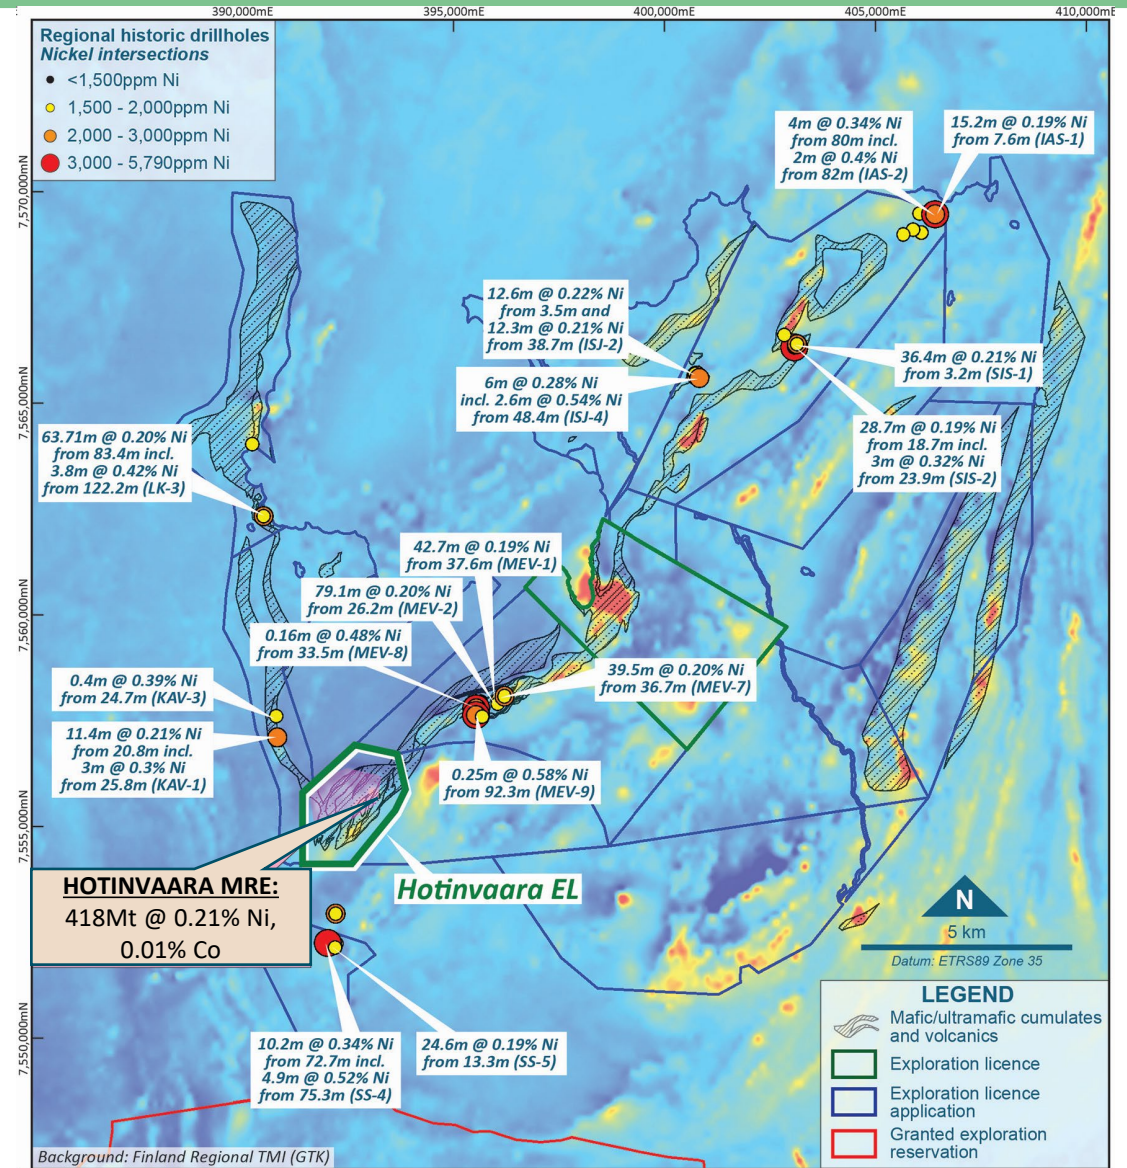 390,000mE
395,000mE
400,000mE
405,000mE
410,000mE
Regional historic drillholes
Nickel intersections
<1,500ppm Ni
1,500 - 2,000ppm Ni
2,000 - 3,000ppm Ni
3,000 - 5,790ppm Ni
7,570,000mN
7,565,000mN
7,560,000mN
7,555,000mN
7,550,000mN
4m @ 0.34% Ni
from 80m incl.
2m @ 0.4% Ni
from 82m (IAS-2)
15.2m @ 0.19% Ni
from 7.6m (IAS-1)
12.6m @ 0.22% Ni
from 3.5m and
12.3m @ 0.21% Ni
from 38.7m (ISJ-2)
6m @ 0.28% Ni
incl. 2.6m @ 0.54% Ni
from 48.4m (ISJ-4)
36.4m @ 0.21% Ni
from 3.2m (SIS-1)
28.7m @ 0.19% Ni
from 18.7m incl.
3m @ 0.32% Ni
from 23.9m (SIS-2)
63.71m @ 0.20% Ni
from 83.4m incl.
3.8m @ 0.42% Ni
from 122.2m (LK-3)
42.7m @ 0.19% Ni
from 37.6m (MEV-1)
79.1m @ 0.20% Ni
from 26.2m (MEV-2)
0.16m @ 0.48% Ni
from 33.5m (MEV-8)
39.5m @ 0.20% Ni
from 36.7m (MEV-7)
0.4m @ 0.39% Ni
from 24.7m (KAV-3)
11.4m @ 0.21% Ni
from 20.8m incl.
3m @ 0.3% Ni
from 25.8m (KAV-1)
0.25m @ 0.58% Ni
from 92.3m (MEV-9)
HOTINVAARA MRE:
418Mt @ 0.21% Ni,
0.01% Co
Hotinvaara EL
10.2m @ 0.34% Ni
from 72.7m incl.
4.9m @ 0.52% Ni
from 75.3m (SS-4)
24.6m @ 0.19% Ni
from 13.3m (SS-5)
N
5 km
Datum: ETRS89 Zone 35
LEGEND
Mafic/ultramafic cumulates
and volcanics
Exploration licence
Exploration licence
application
Granted exploration
reservation
Background: Finland Regional TMI (GTK)